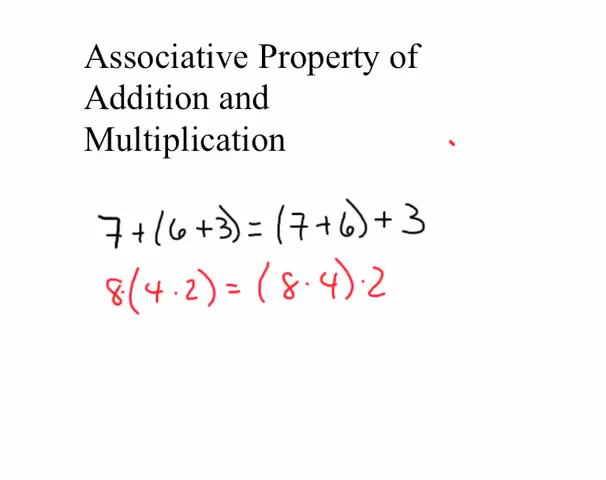 Associative Property of
Addition and
Multiplication
7+(6+3)=(7+6)+3
8·(4·2)=(8·4)·2